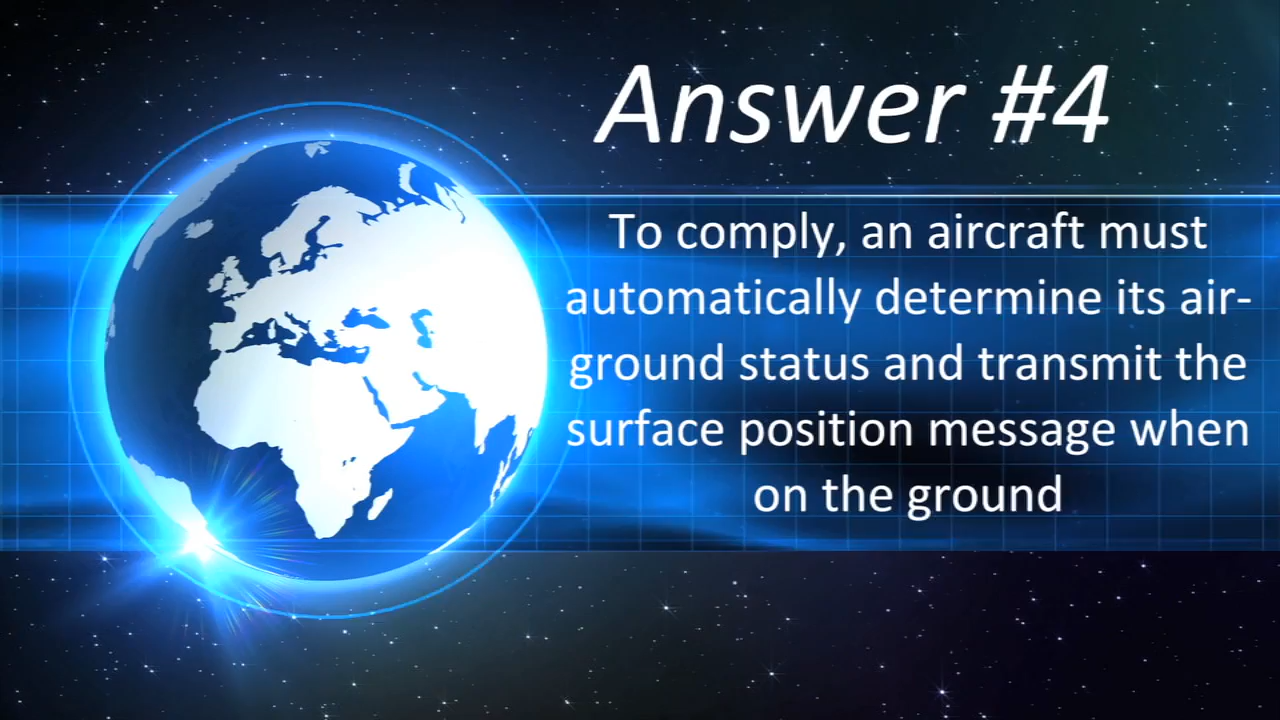 Answer #4
To comply, an aircraft must
automatically determine its air-
ground status and transmit the
surface position message when
on the ground